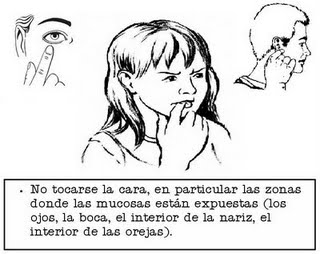 • No tocarse la cara, en particular las zonas
donde las mucosas están expuestas (los
ojos, la boca, el interior de la nariz, el
interior de las orejas).